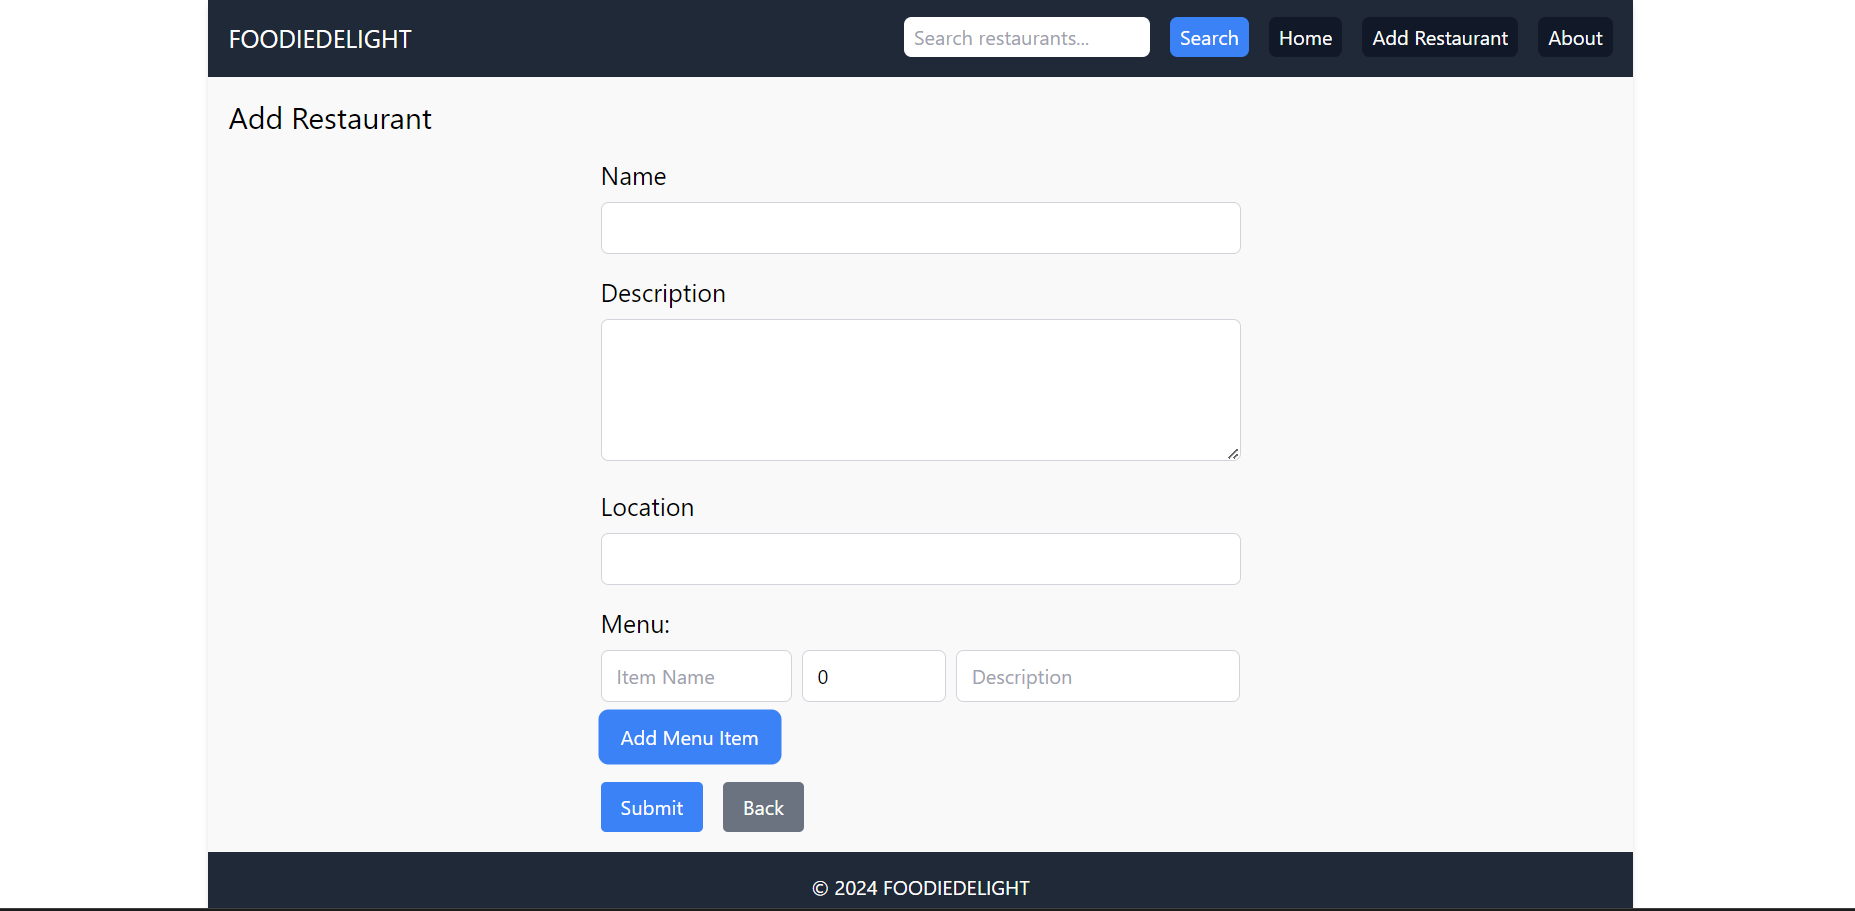 FOODIEDELIGHT
Search restaurants... Search Home Add Restaurant About
Add Restaurant
Name
Description
Location
Menu:
Item Name 0 Description
Add Menu Item
Submit Back
© 2024 FOODIEDELIGHT